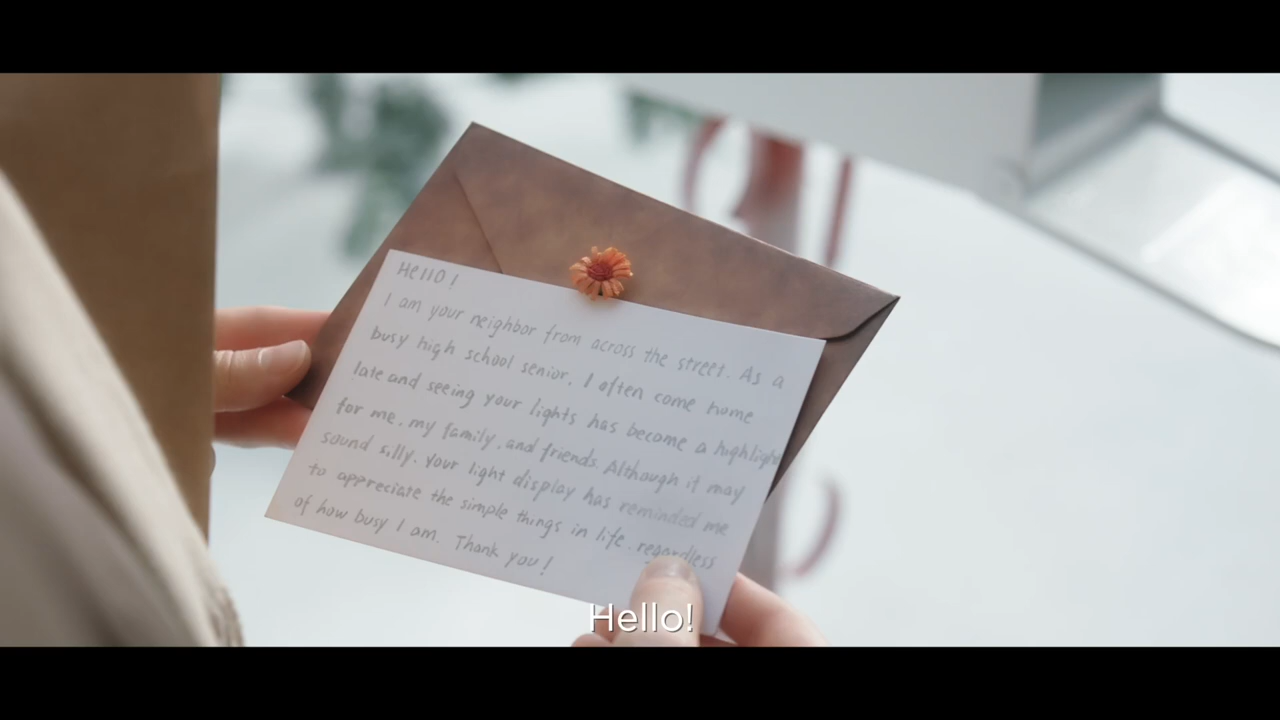 Hello!
I am your neighbor from across the street. As a
busy high school senior, I often come home
late and seeing your lights has become a highlight
for me, my family, and friends. Although it may
sound silly, your light display has reminded me
to appreciate the simple things in life, regardless
of how busy I am. Thank you!
Hello!